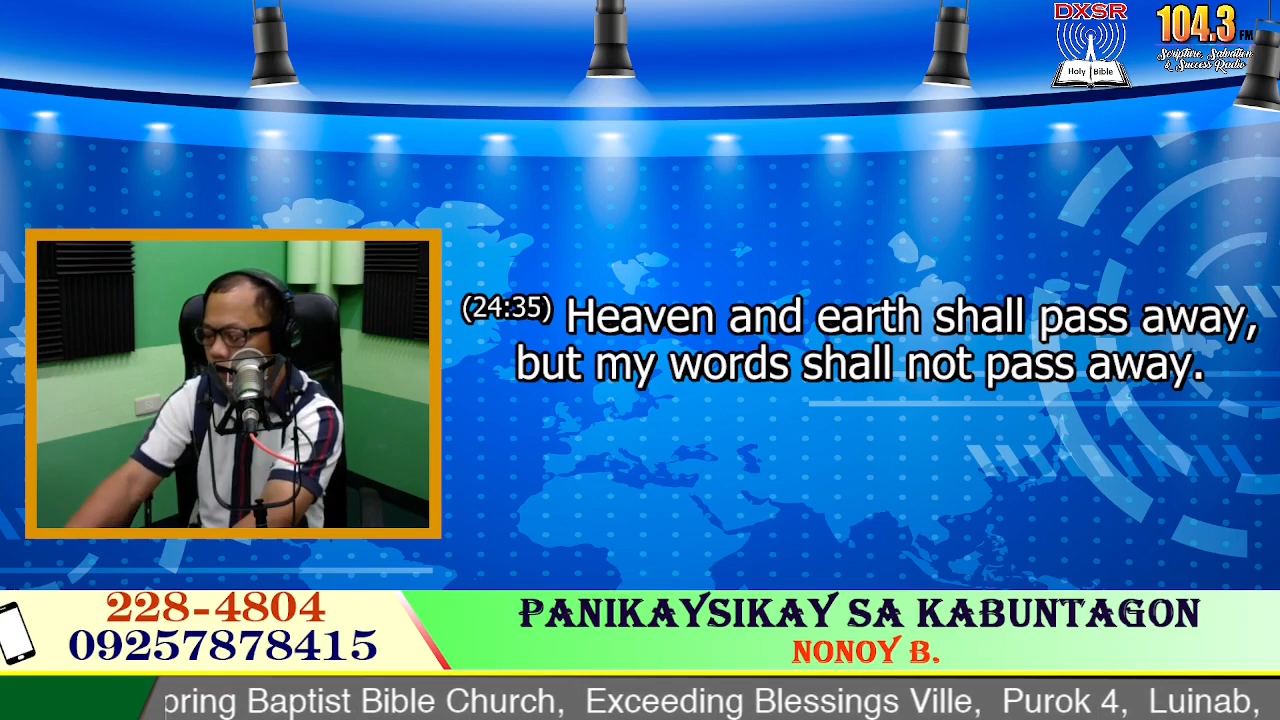 DXSR
Holy Bible
104.3 FM
Scripture, Salvation
& Success Radio
(24:35) Heaven and earth shall pass away,
but my words shall not pass away.
228-4804
09257878415
PANIKAYSIKAY SA KABUNTAGON
NONOY B.
pring Baptist Bible Church, Exceeding Blessings Ville, Purok 4, Luinab,